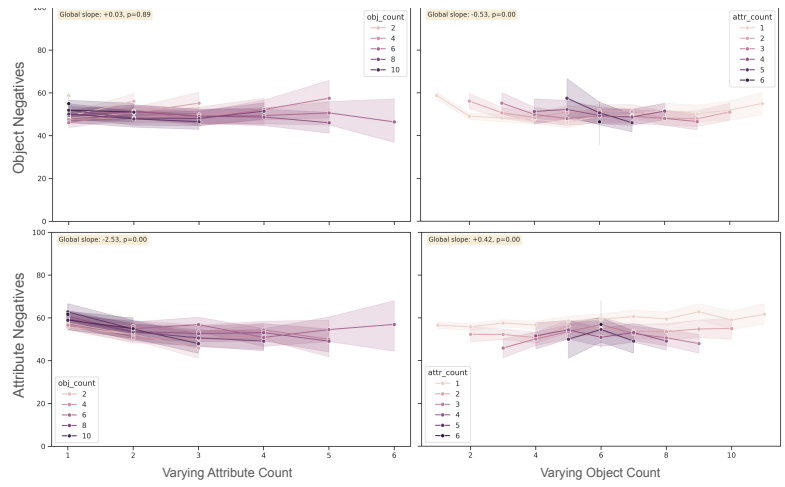 100
Global slope: +0.03, p=0.89
obj_count
2
4
6
8
10
80
60
40
20
0
Object Negatives
Global slope: -0.53, p=0.00
attr_count
1
2
3
4
5
6
100
Global slope: -2.53, p=0.00
80
60
40
20
0
Attribute Negatives
obj_count
2
4
6
8
10
1 2 3 4 5 6
Varying Attribute Count
Global slope: +0.42, p=0.00
attr_count
1
2
3
4
5
6
2 4 6 8 10
Varying Object Count